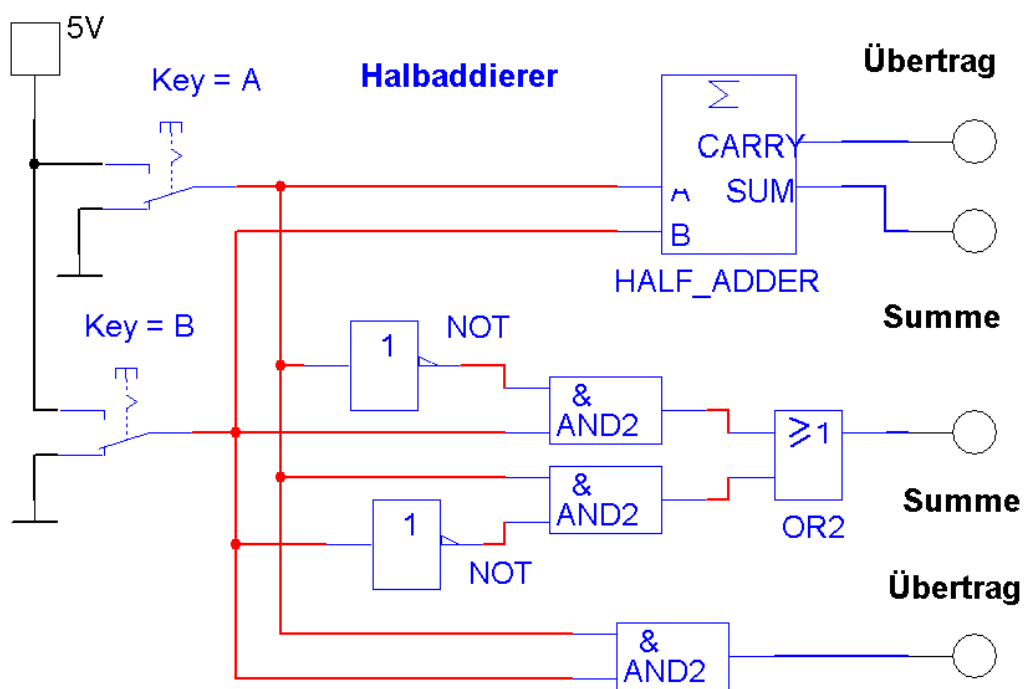 5V
Key = A
Halbaddierer
Übertrag
Σ
CARRY
A SUM
B
HALF_ADDER
Summe
Key = B
1
NOT
&
AND2
≥1
OR2
Summe
&
AND2
1
NOT
Übertrag
&
AND2